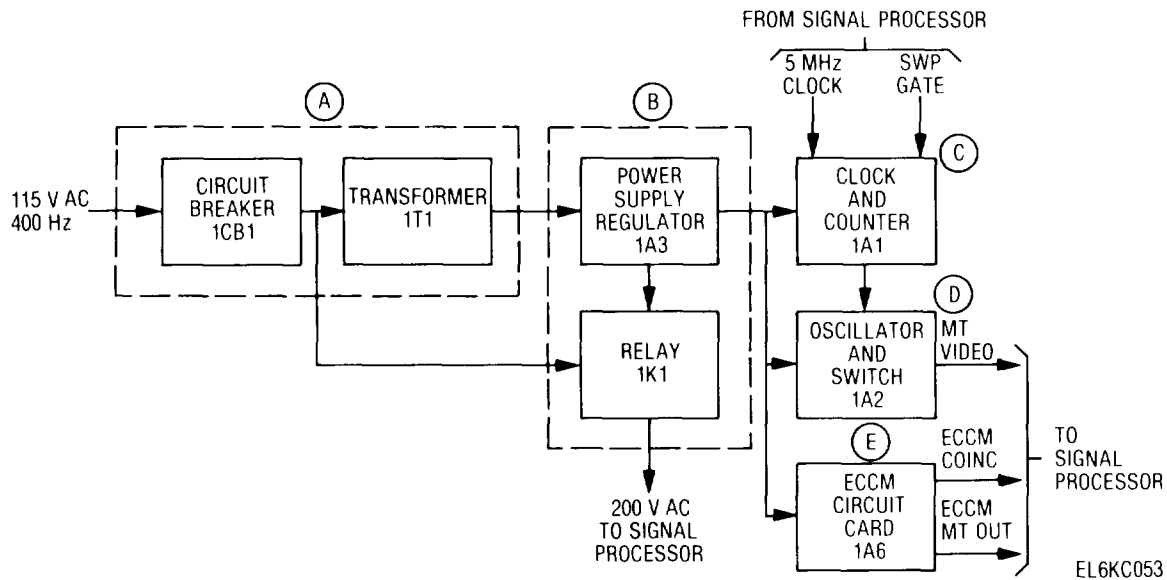 FROM SIGNAL PROCESSOR
5 MHz
CLOCK
SWP
GATE
A
B
C
115 V AC
400 Hz
CIRCUIT
BREAKER
1CB1
TRANSFORMER
1T1
POWER
SUPPLY
REGULATOR
1A3
CLOCK
AND
COUNTER
1A1
D
RELAY
1K1
OSCILLATOR
AND
SWITCH
1A2
MT
VIDEO
E
ECCM
CIRCUIT
CARD
1A6
ECCM
COINC
ECCM
MT OUT
TO
SIGNAL
PROCESSOR
200 V AC
TO SIGNAL
PROCESSOR
EL6KC053